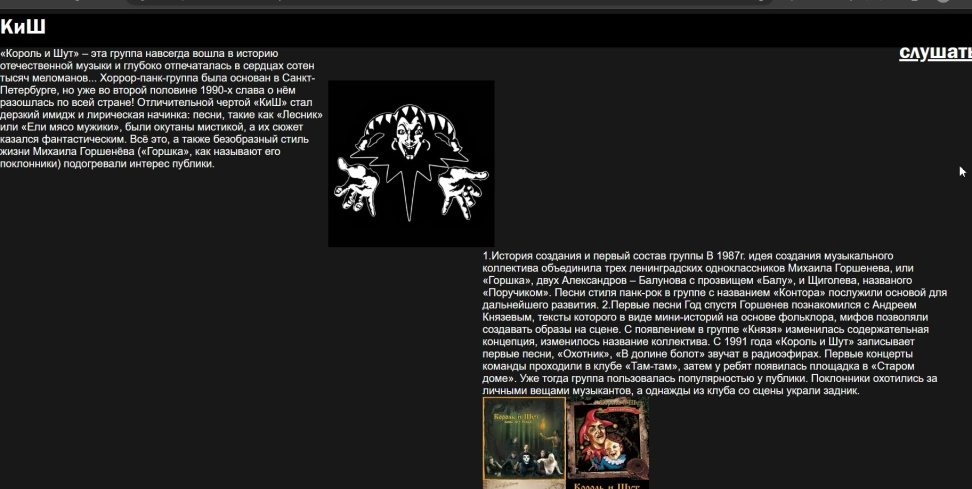 КиШ
слушать
«Король и Шут» – эта группа навсегда вошла в историю
отечественной музыки и глубоко отпечаталась в сердцах сотен
тысяч меломанов... Хоррор-панк-группа была основан в Санкт-
Петербурге, но уже во второй половине 1990-х слава о нём
разошлась по всей стране! Отличительной чертой «КиШ» стал
дерзкий имидж и лирическая начинка: песни, такие как «Лесник»
или «Ели мясо мужики», были окутаны мистикой, а их сюжет
казался фантастическим. Всё это, а также безобразный стиль
жизни Михаила Горшенёва («Горшка», как называют его
поклонники) подогревали интерес публики.
1.История создания и первый состав группы В 1987г. идея создания музыкального
коллектива объединила трех ленинградских одноклассников Михаила Горшенева, или
«Горшка», двух Александров – Балунова с прозвищем «Балу», и Щиголева, названого
«Поручиком». Песни стиля панк-рок в группе с названием «Контора» послужили основой для
дальнейшего развития. 2.Первые песни Год спустя Горшенев познакомился с Андреем
Князевым, тексты которого в виде мини-историй на основе фольклора, мифов позволяли
создавать образы на сцене. С появлением в группе «Князя» изменилась содержательная
концепция, изменилось название коллектива. С 1991 года «Король и Шут» записывает
первые песни, «Охотник», «В долине болот» звучат в радиоэфирах. Первые концерты
команды проходили в клубе «Там-там», затем у ребят появилась площадка в «Старом
доме». Уже тогда группа пользовалась популярностью у публики. Поклонники охотились за
личными вещами музыкантов, а однажды из клуба со сцены украли задник.
Король и Шут
Король и Шут